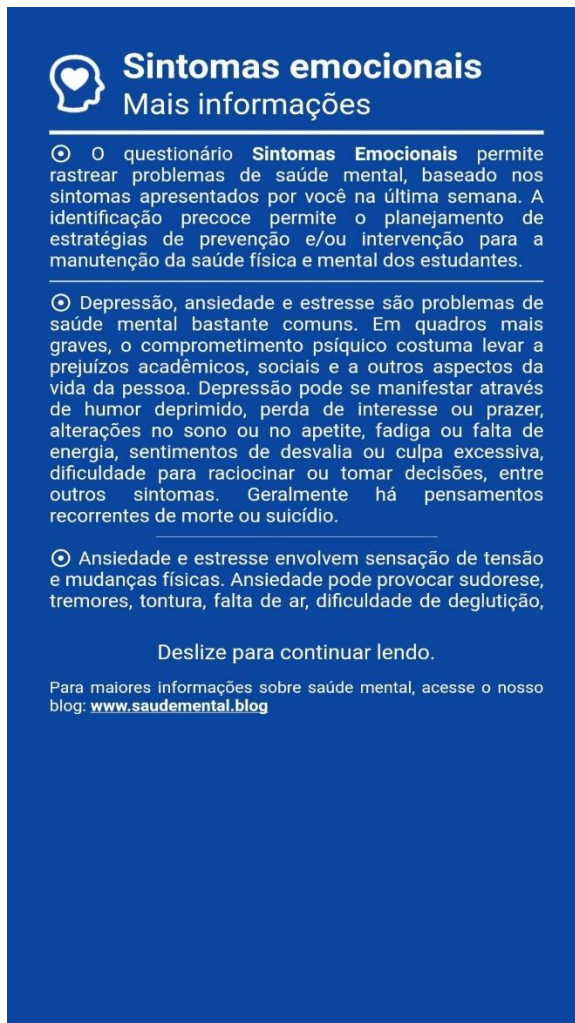 Sintomas emocionais
Mais informações
O questionário Sintomas Emocionais permite
rastrear problemas de saúde mental, baseado nos
sintomas apresentados por você na última semana. A
identificação precoce permite o planejamento de
estratégias de prevenção e/ou intervenção para a
manutenção da saúde física e mental dos estudantes.
Depressão, ansiedade e estresse são problemas de
saúde mental bastante comuns. Em quadros mais
graves, o comprometimento psíquico costuma levar a
prejuízos acadêmicos, sociais e a outros aspectos da
vida da pessoa. Depressão pode se manifestar através
de humor deprimido, perda de interesse ou prazer,
alterações no sono ou no apetite, fadiga ou falta de
energia, sentimentos de desvalia ou culpa excessiva,
dificuldade para raciocinar ou tomar decisões, entre
outros sintomas. Geralmente há pensamentos
recorrentes de morte ou suicídio.
Ansiedade e estresse envolvem sensação de tensão
e mudanças físicas. Ansiedade pode provocar sudorese,
tremores, tontura, falta de ar, dificuldade de deglutição,
Deslize para continuar lendo.
Para maiores informações sobre saúde mental, acesse o nosso
blog: www.saudemental.blog